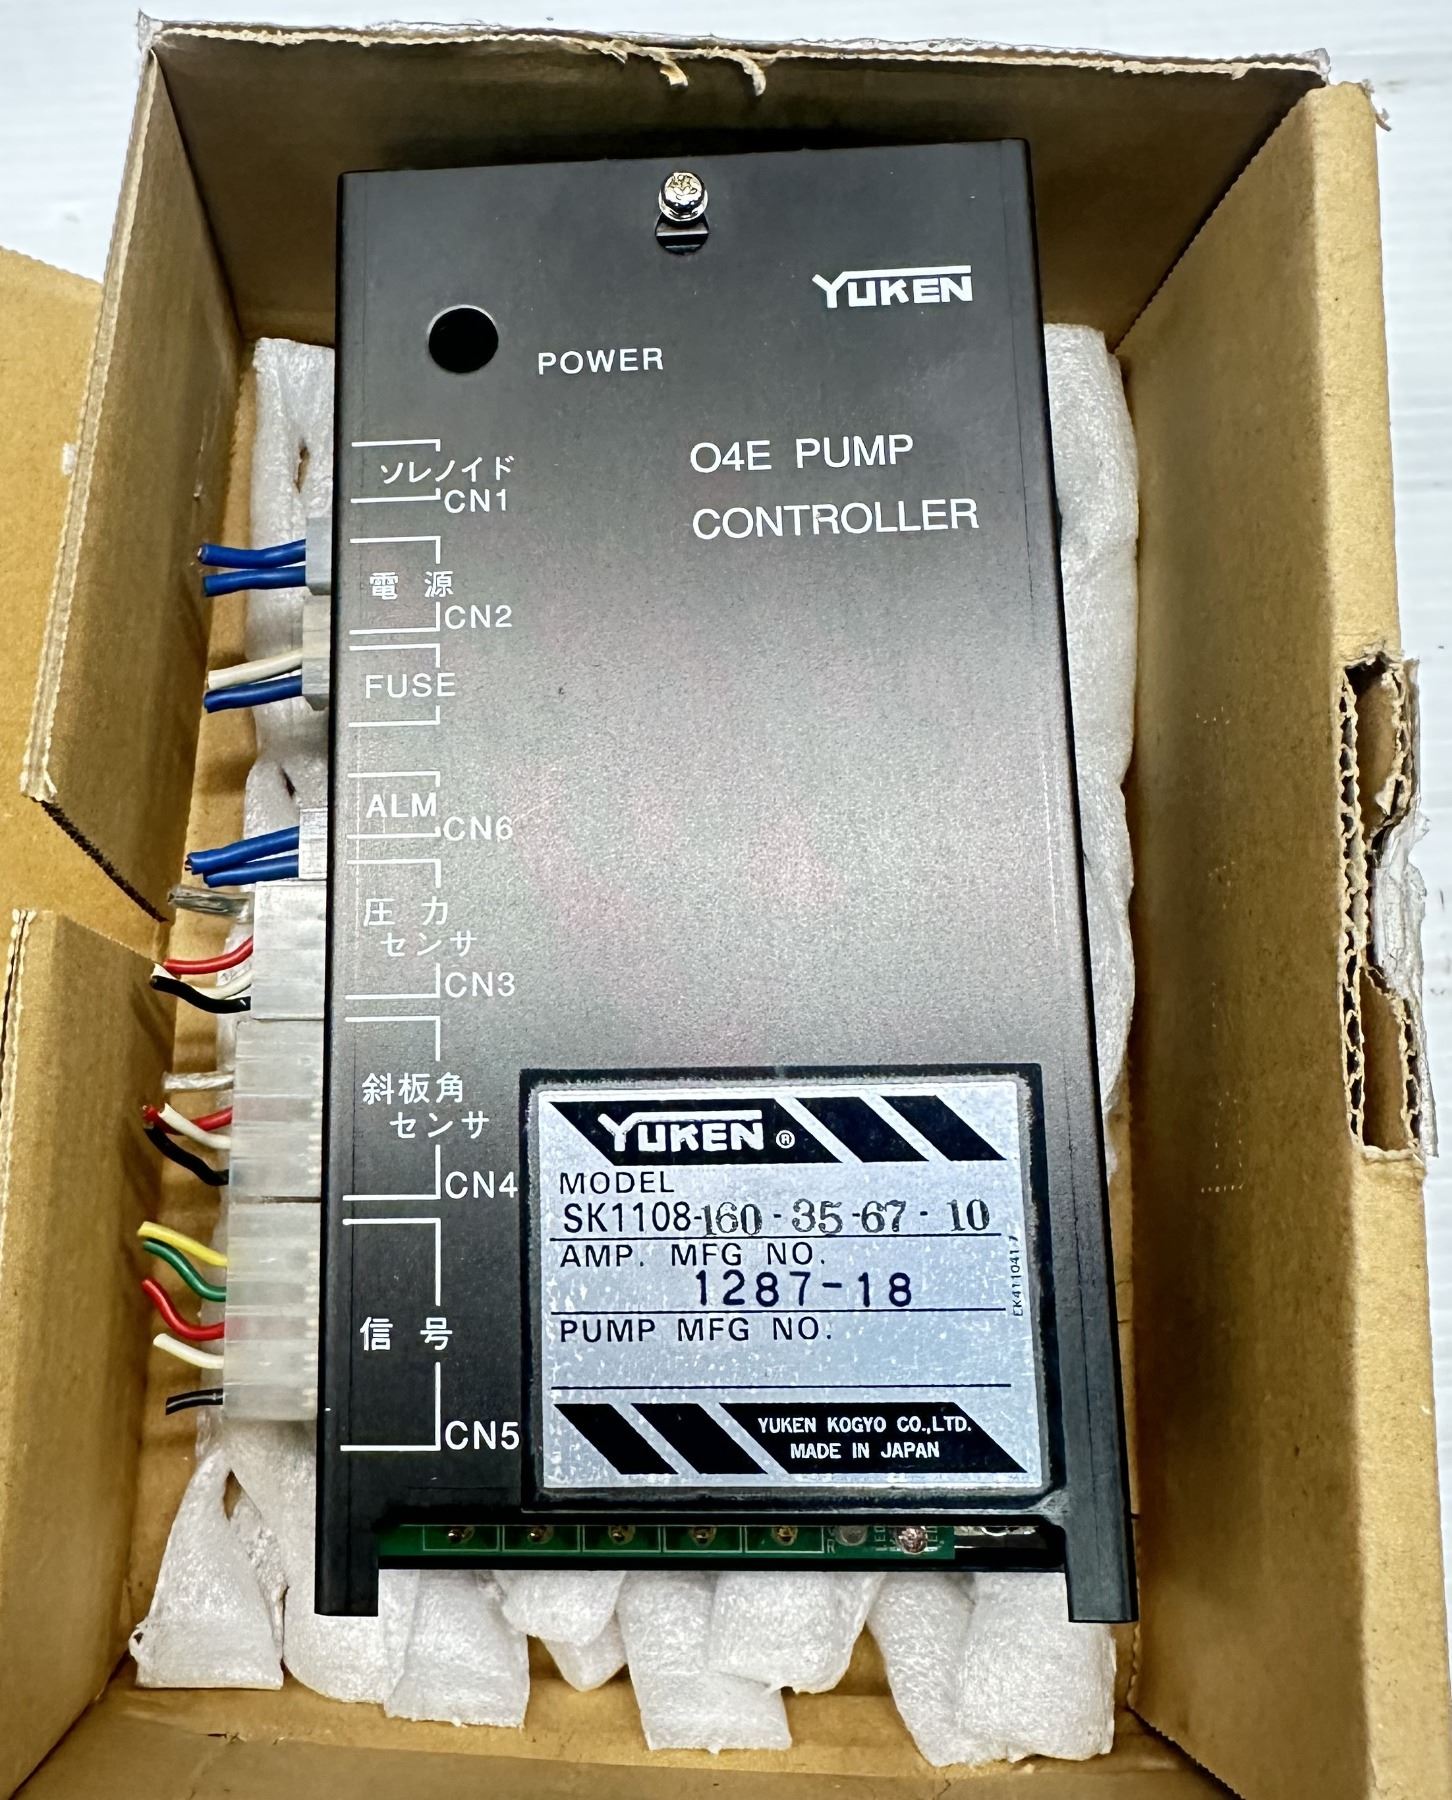 YUKEN
POWER
O4E PUMP
CONTROLLER
ソレノイド
CN1
電源
CN2
FUSE
ALM
CN6
圧力
センサ
CN3
斜板角
センサ
CN4
信号
CN5
YUKEN®
MODEL
SK1108-160-35-67-10
AMP. MFG NO.
1287-18
PUMP MFG NO.
EK411041-7
YUKEN KOGYO CO.,LTD.
MADE IN JAPAN